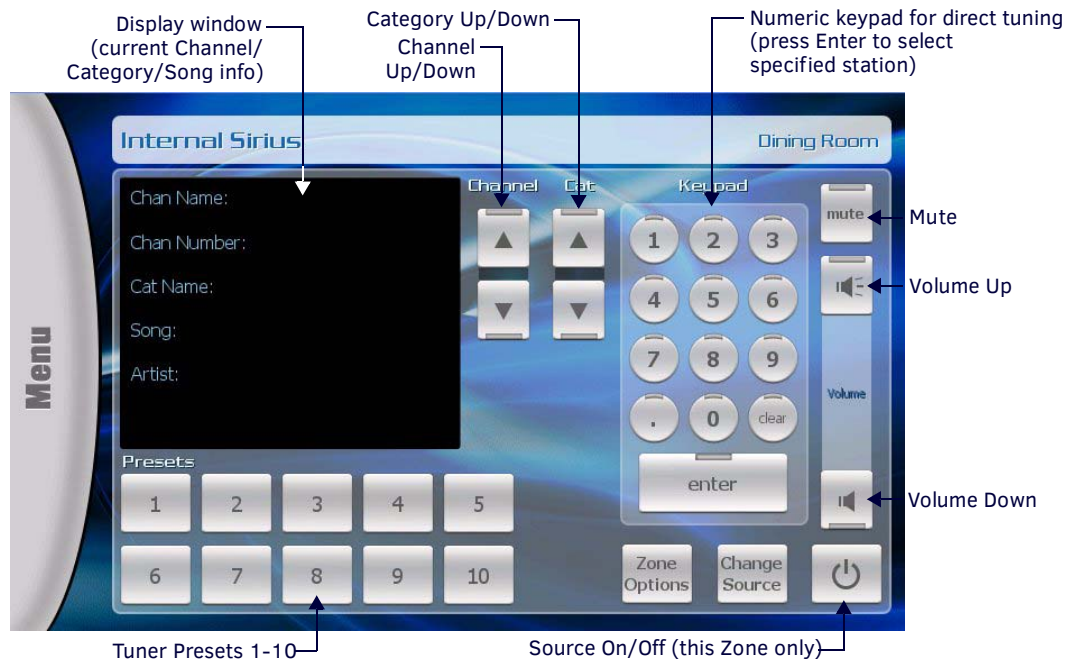 Display window
(current Channel/
Category/Song info)
Category Up/Down
Channel
Up/Down
Numeric keypad for direct tuning
(press Enter to select
specified station)
Internal Sirius
Dining Room
Chan Name:
Chan Number:
Cat Name:
Song:
Artist:
Channel
Cat
Keypad
1 2 3
4 5 6
7 8 9
. 0 clear
enter
mute
Volume
Mute
Volume Up
Volume Down
Menu
Presets
1 2 3 4 5
6 7 8 9 10
Zone
Options
Change
Source
Tuner Presets 1-10
Source On/Off (this Zone only)